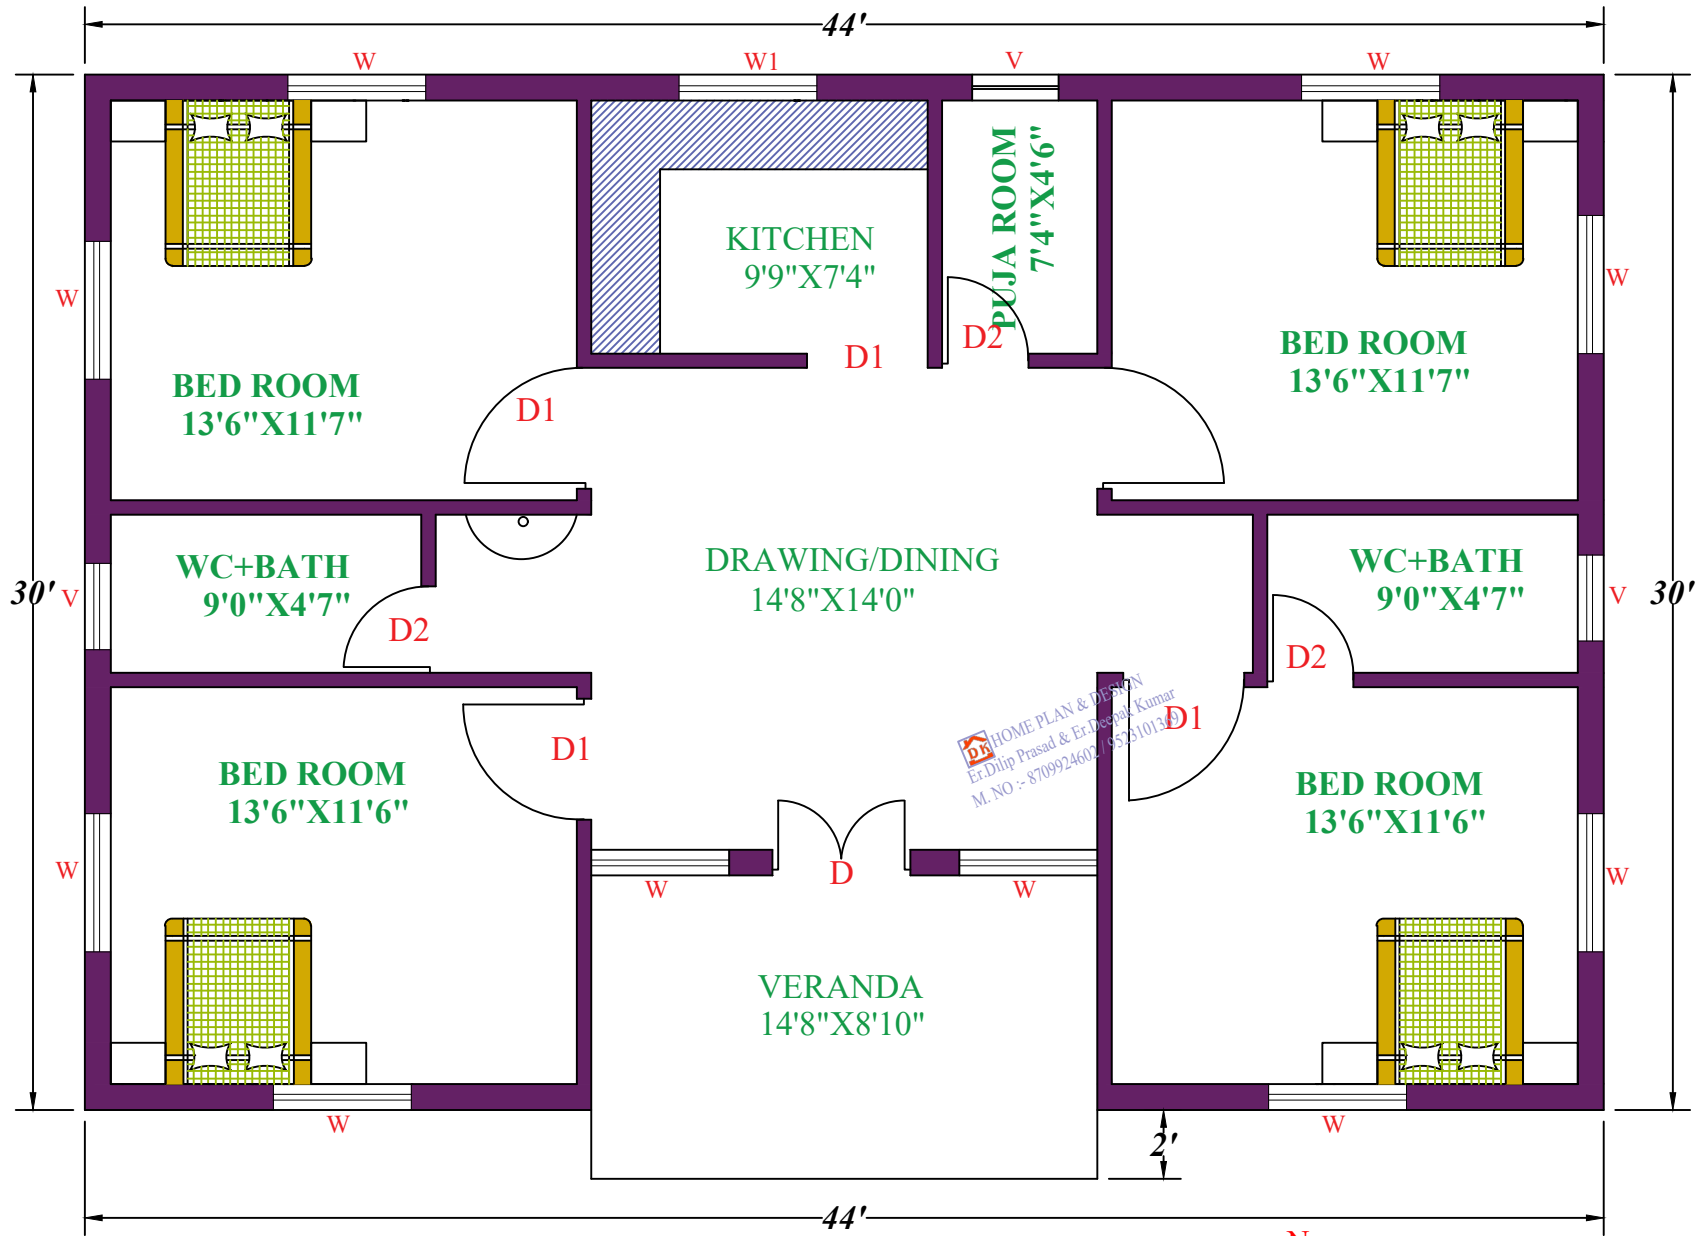 44'
W
W1
V
W
KITCHEN
9'9"X7'4"
PUJA ROOM
7'4"X4'6"
D2
D1
W
W
BED ROOM
13'6"X11'7"
D1
BED ROOM
13'6"X11'7"
30'
V
WC+BATH
9'0"X4'7"
D2
DRAWING/DINING
14'8"X14'0"
WC+BATH
9'0"X4'7"
D2
V
30'
HOME PLAN & DESIGN
Er.Dilip Prasad & Er.Deepak Kumar
M. NO :- 8709924602 / 9523101369
DK
D1
D1
BED ROOM
13'6"X11'6"
BED ROOM
13'6"X11'6"
W
W
D
W
W
VERANDA
14'8"X8'10"
W
W
2'
44'